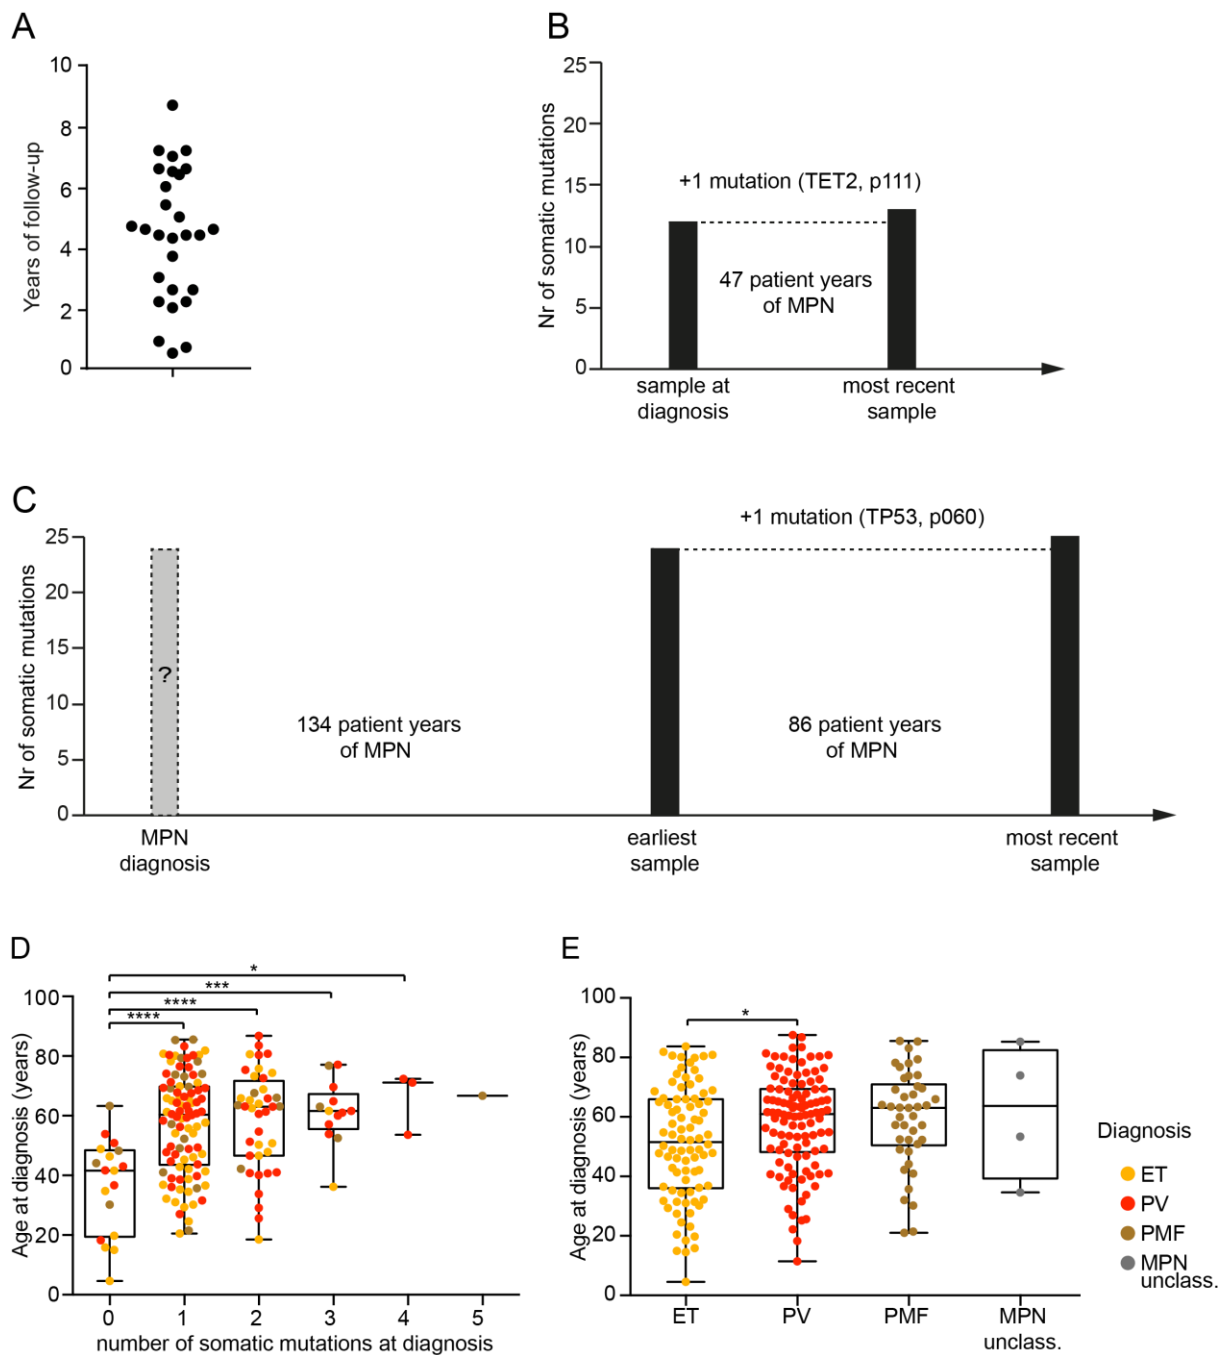 A
Years of follow-up
10
8
6
4
2
0
B
Nr of somatic mutations
25
20
15
10
5
0
+1 mutation (TET2, p111)
47 patient years
of MPN
sample at
diagnosis
most recent
sample
C
Nr of somatic mutations
25
20
15
10
5
0
?
+1 mutation (TP53, p060)
134 patient years
of MPN
86 patient years
of MPN
MPN
diagnosis
earliest
sample
most recent
sample
D
Age at diagnosis (years)
100
80
60
40
20
0
*
***
****
****
0 1 2 3 4 5
number of somatic mutations at diagnosis
E
Age at diagnosis (years)
100
80
60
40
20
0
*
ET PV PMF MPN
unclass.
Diagnosis
ET
PV
PMF
MPN
unclass.